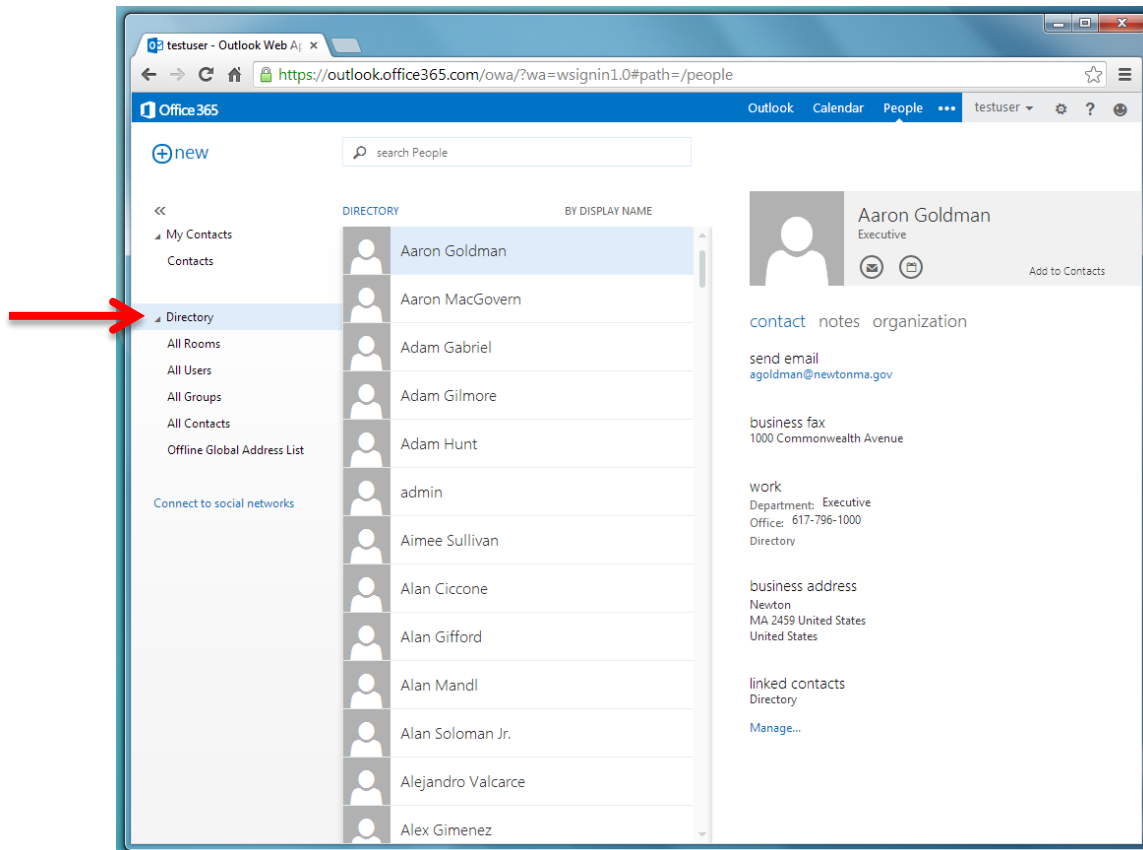 testuser - Outlook Web Ap
https://outlook.office365.com/owa/?wa=wsignin1.0#path=/people
Office 365
Outlook Calendar People ••• testuser ?
new
search People
DIRECTORY BY DISPLAY NAME
My Contacts
Contacts
Directory
All Rooms
All Users
All Groups
All Contacts
Offline Global Address List
Connect to social networks
Aaron Goldman
Aaron MacGovern
Adam Gabriel
Adam Gilmore
Adam Hunt
admin
Aimee Sullivan
Alan Ciccone
Alan Gifford
Alan Mandl
Alan Soloman Jr.
Alejandro Valcarce
Alex Gimenez
Aaron Goldman
Executive
Add to Contacts
contact notes organization
send email
agoldman@newtonma.gov
business fax
1000 Commonwealth Avenue
work
Department: Executive
Office: 617-796-1000
Directory
business address
Newton
MA 2459 United States
United States
linked contacts
Directory
Manage...